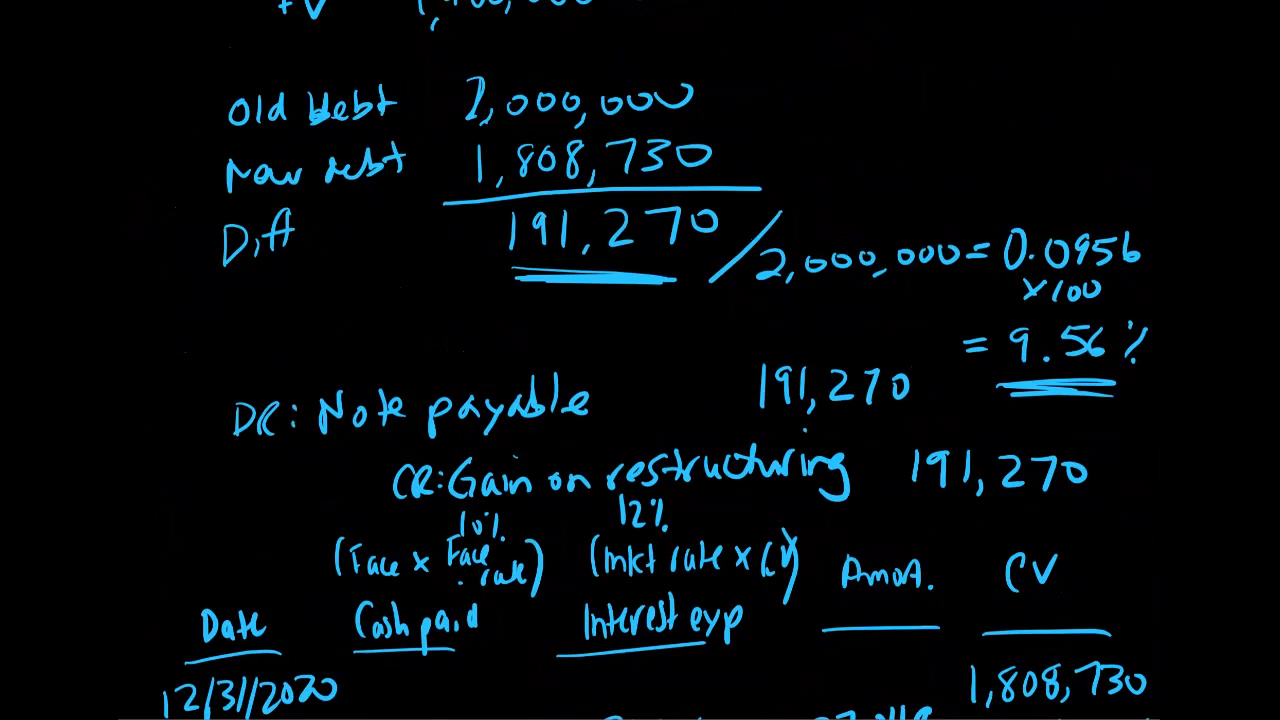 Old debt 2,000,000
New debt 1,808,730
Diff 191,270 / 2,000,000 = 0.0956
×100
= 9.56 %
DR: Note payable 191,270
CR: Gain on restructuring 191,270
10% 12%
(Face × Face rate) (mkt rate × CV) Amort. CV
Date Cash paid Interest exp
12/31/2020 1,808,730